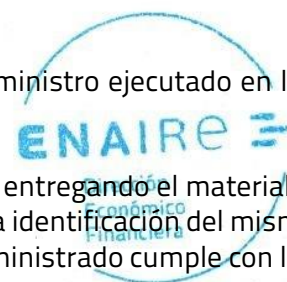 ministro ejecutado en l
ENAIRe
entregando el material
Dirección
Económico
a identificación del mism
Financiera
ministrado cumple con l